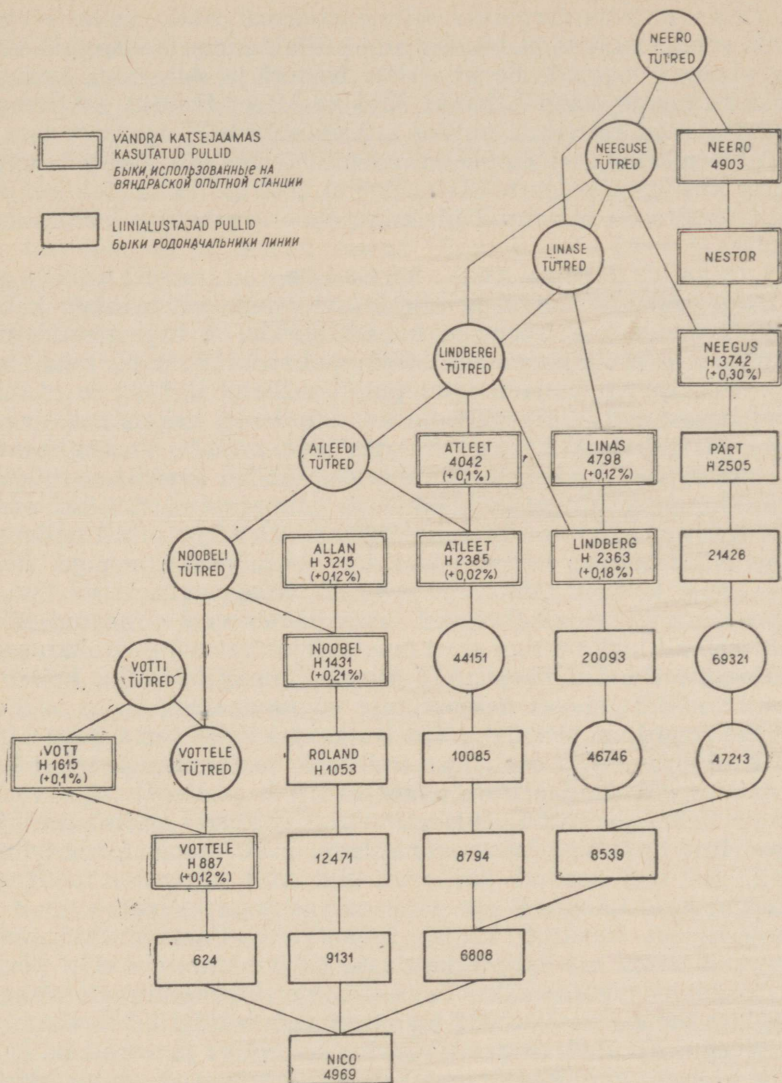 NEERO
TÜTRED
VÄNDRA KATSEJAAMAS
KASUTATUD PULLID
БЫКИ, ИСПОЛЬЗОВАННЫЕ НА
ВЯНДРАСКОЙ ОПЫТНОЙ СТАНЦИИ
NEEGUSE
TÜTRED
NEERO
4903
LIINIALUSTAJAD PULLID
БЫКИ РОДОНАЧАЛЬНИКИ ЛИНИИ
LINASE
TÜTRED
NESTOR
LINDBERGI
TÜTRED
NEEGUS
H 3742
(+0,30%)
ATLEEDI
TÜTRED
ATLEET
4042
(+0,1%)
LINAS
4798
(+0,12%)
PÄRT
H 2505
NOOBELI
TÜTRED
ALLAN
H 3215
(+0,12%)
ATLEET
H 2385
(+0,02%)
LINDBERG
H 2363
(+0,18%)
21426
VOTTI
TÜTRED
NOOBEL
H 1431
(+0,21%)
44151
20093
69321
VOTT
H 1615
(+0,1%)
VOTTELE
TÜTRED
ROLAND
H 1053
10085
46746
47213
VOTTELE
H 887
(+0,12%)
12471
8794
8539
624
9131
6808
NICO
4969